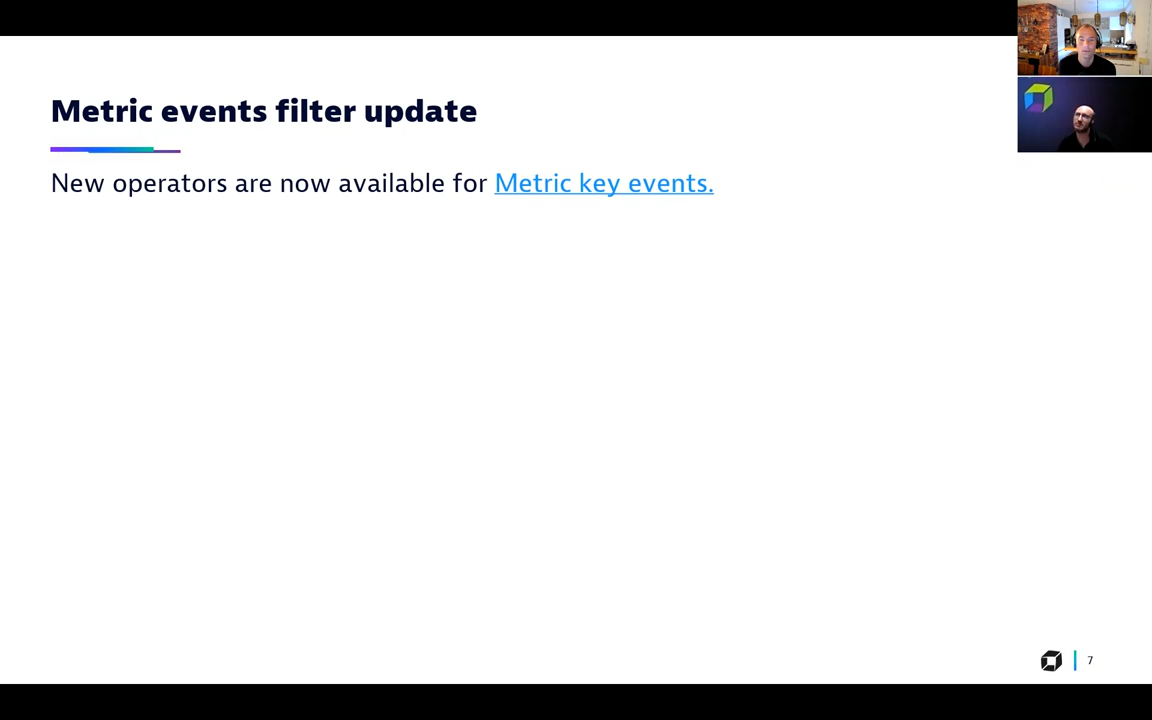 Metric events filter update
New operators are now available for Metric key events.
7